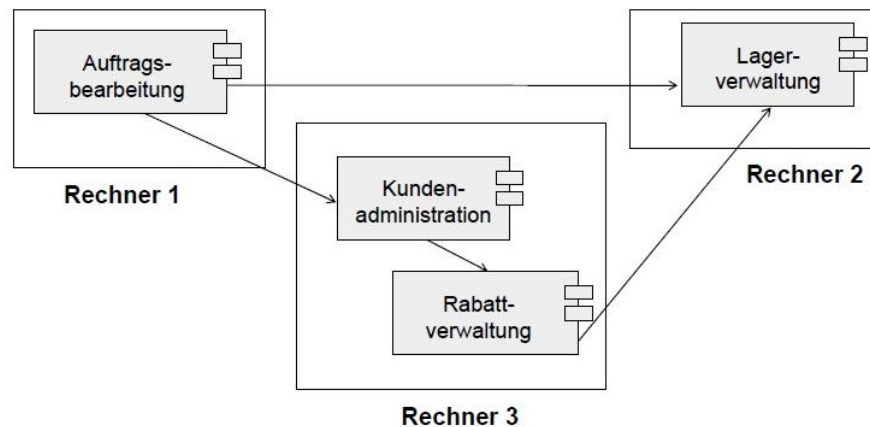 Auftrags-
bearbeitung
Rechner 1
Lager-
verwaltung
Rechner 2
Kunden-
administration
Rabatt-
verwaltung
Rechner 3